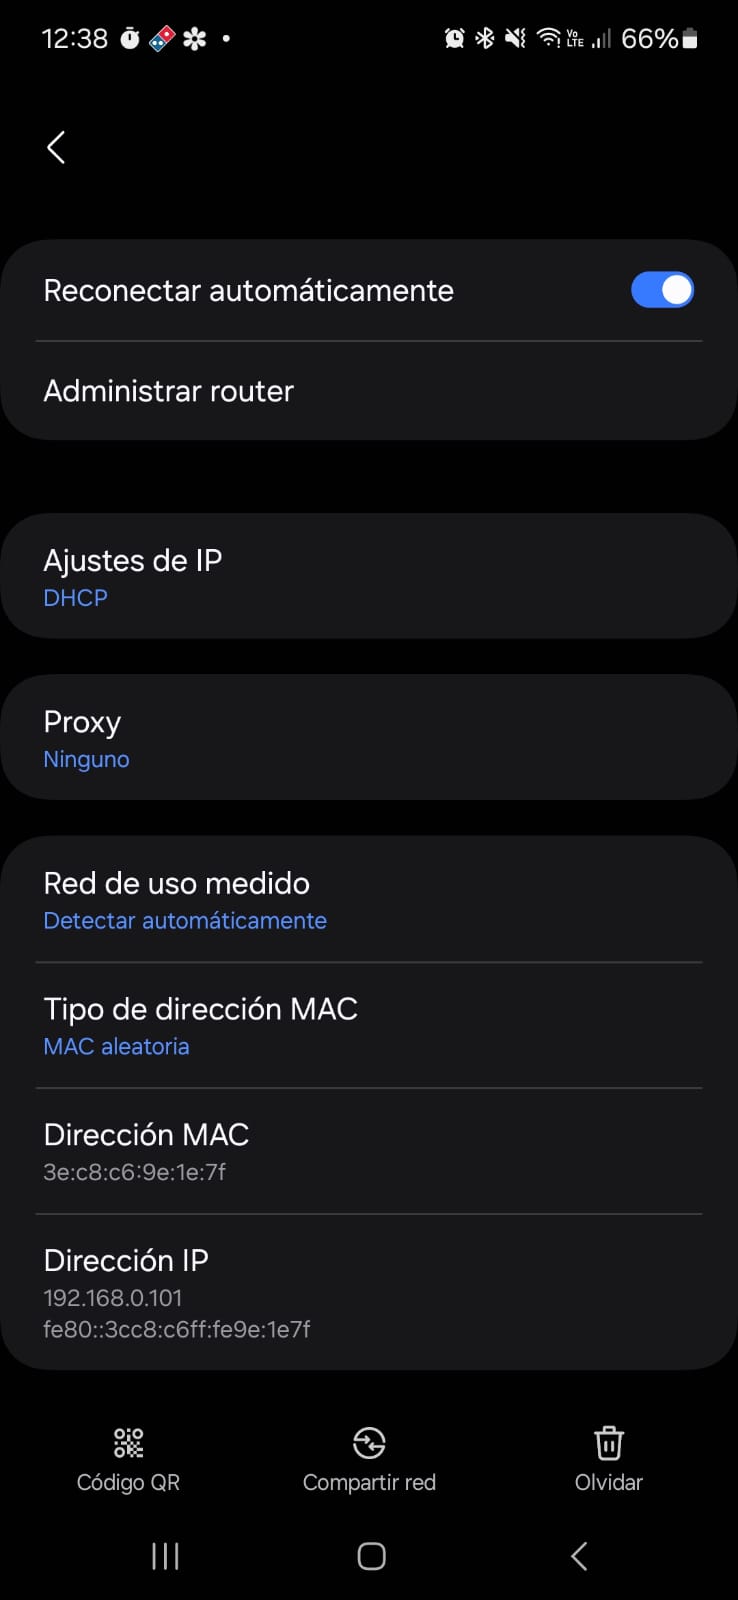 12:38
Vo
LTE
66%
Reconectar automáticamente
Administrar router
Ajustes de IP
DHCP
Proxy
Ninguno
Red de uso medido
Detectar automáticamente
Tipo de dirección MAC
MAC aleatoria
Dirección MAC
3e:c8:c6:9e:1e:7f
Dirección IP
192.168.0.101
fe80::3cc8:c6ff:fe9e:1e7f
Código QR
Compartir red
Olvidar